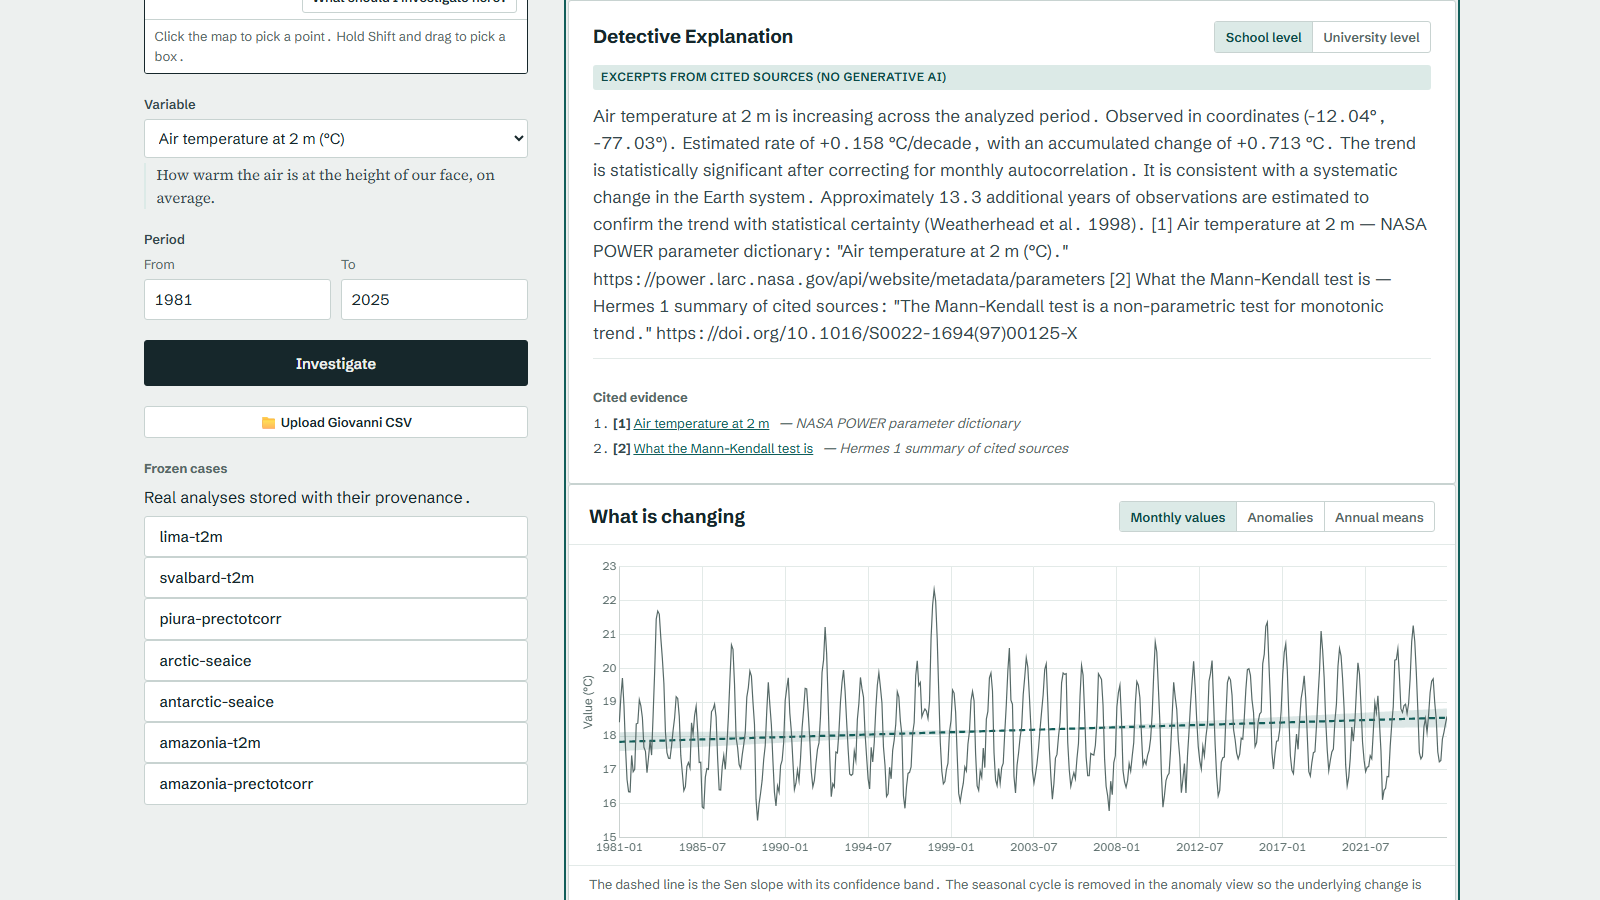 Click the map to pick a point. Hold Shift and drag to pick a
box.
Variable
Air temperature at 2 m (°C)
How warm the air is at the height of our face, on
average.
Period
From
To
1981
2025
Investigate
Upload Giovanni CSV
Frozen cases
Real analyses stored with their provenance.
lima-t2m
svalbard-t2m
piura-prectotcorr
arctic-seaice
antarctic-seaice
amazonia-t2m
amazonia-prectotcorr
Detective Explanation
School level
University level
EXCERPTS FROM CITED SOURCES (NO GENERATIVE AI)
Air temperature at 2 m is increasing across the analyzed period. Observed in coordinates (-12.04°,
-77.03°). Estimated rate of +0.158 °C/decade, with an accumulated change of +0.713 °C. The trend
is statistically significant after correcting for monthly autocorrelation. It is consistent with a systematic
change in the Earth system. Approximately 13.3 additional years of observations are estimated to
confirm the trend with statistical certainty (Weatherhead et al. 1998). [1] Air temperature at 2 m — NASA
POWER parameter dictionary: "Air temperature at 2 m (°C)."
https://power.larc.nasa.gov/api/website/metadata/parameters [2] What the Mann-Kendall test is —
Hermes 1 summary of cited sources: "The Mann-Kendall test is a non-parametric test for monotonic
trend." https://doi.org/10.1016/S0022-1694(97)00125-X
Cited evidence
1. [1] Air temperature at 2 m — NASA POWER parameter dictionary
2. [2] What the Mann-Kendall test is — Hermes 1 summary of cited sources
What is changing
Monthly values
Anomalies
Annual means
Value (°C)
23
22
21
20
19
18
17
16
15
1981-01
1985-07
1990-01
1994-07
1999-01
2003-07
2008-01
2012-07
2017-01
2021-07
The dashed line is the Sen slope with its confidence band. The seasonal cycle is removed in the anomaly view so the underlying change is